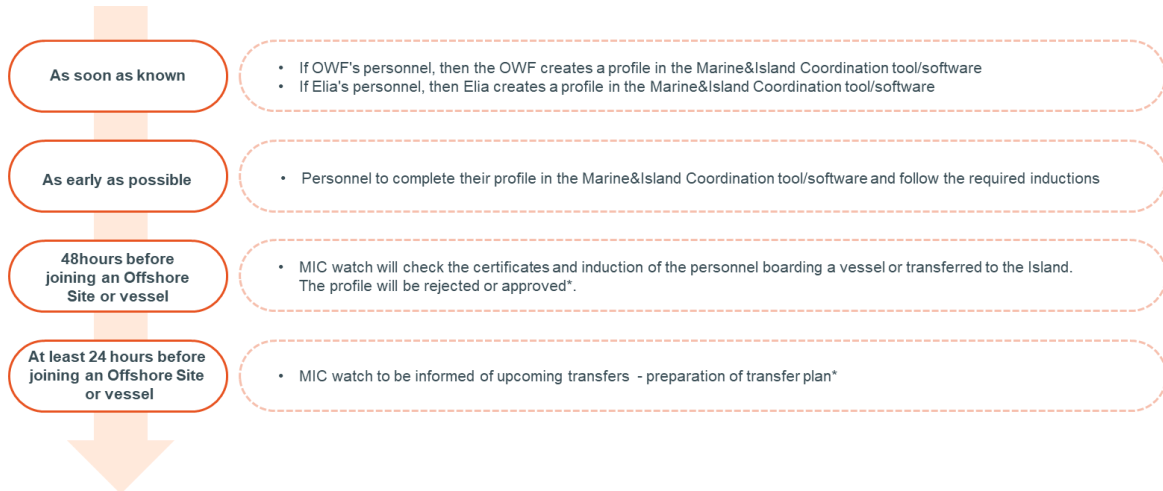 As soon as known
• If OWF's personnel, then the OWF creates a profile in the Marine&Island Coordination tool/software
• If Elia's personnel, then Elia creates a profile in the Marine&Island Coordination tool/software
As early as possible
• Personnel to complete their profile in the Marine&Island Coordination tool/software and follow the required inductions
48hours before
joining an Offshore
Site or vessel
• MIC watch will check the certificates and induction of the personnel boarding a vessel or transferred to the Island.
The profile will be rejected or approved*.
At least 24 hours before
joining an Offshore Site
or vessel
• MIC watch to be informed of upcoming transfers - preparation of transfer plan*